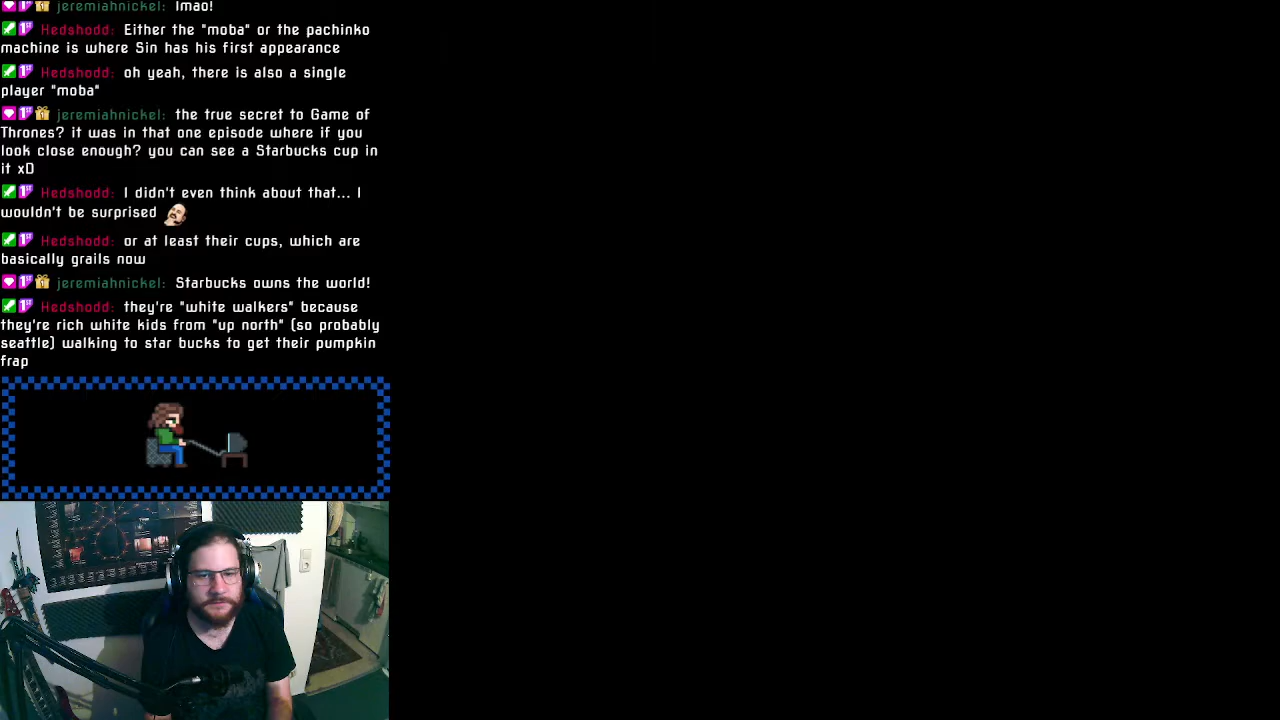 jeremiahnickel: lmao!
Hedshodd: Either the "moba" or the pachinko
machine is where Sin has his first appearance
Hedshodd: oh yeah, there is also a single
player "moba"
jeremiahnickel: the true secret to Game of
Thrones? it was in that one episode where if you
look close enough? you can see a Starbucks cup in
it xD
Hedshodd: I didn't even think about that... I
wouldn't be surprised
Hedshodd: or at least their cups, which are
basically grails now
jeremiahnickel: Starbucks owns the world!
Hedshodd: they're "white walkers" because
they're rich white kids from "up north" (so probably
seattle) walking to star bucks to get their pumpkin
frap